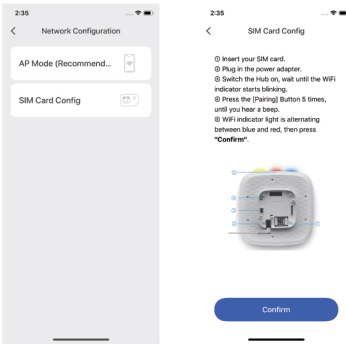 2:35
Network Configuration
AP Mode (Recommend...
SIM Card Config
2:35
SIM Card Config
① Insert your SIM card.
② Plug in the power adapter.
③ Switch the Hub on, wait until the WiFi
indicator starts blinking.
④ Press the [Pairing] Button 5 times,
until you hear a beep.
⑤ WiFi indicator light is alternating
between blue and red, then press
"Confirm".
Confirm